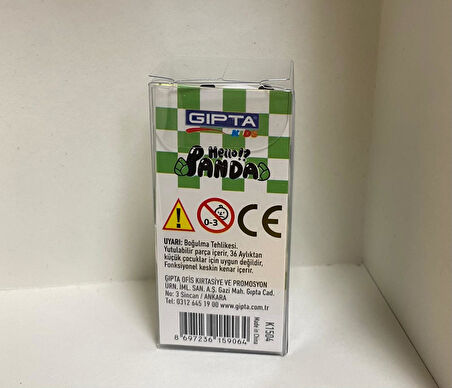 GIPTA
KIDS
Hello!?
PANDA
0-3
CE
UYARI: Boğulma Tehlikesi.
Yutulabilir parça içerir, 36 Aylıktan
küçük çocuklar için uygun değildir,
Fonksiyonel keskin kenar içerir.
GIPTA OFİS KIRTASİYE VE PROMOSYON
ÜRN. İML. SAN. A.Ş. Gazi Mah. Gıpta Cad.
No: 3 Sincan / ANKARA
Tel: 0312 645 19 00 www.gipta.com.tr
8 697236 159064
K1504
Made in China